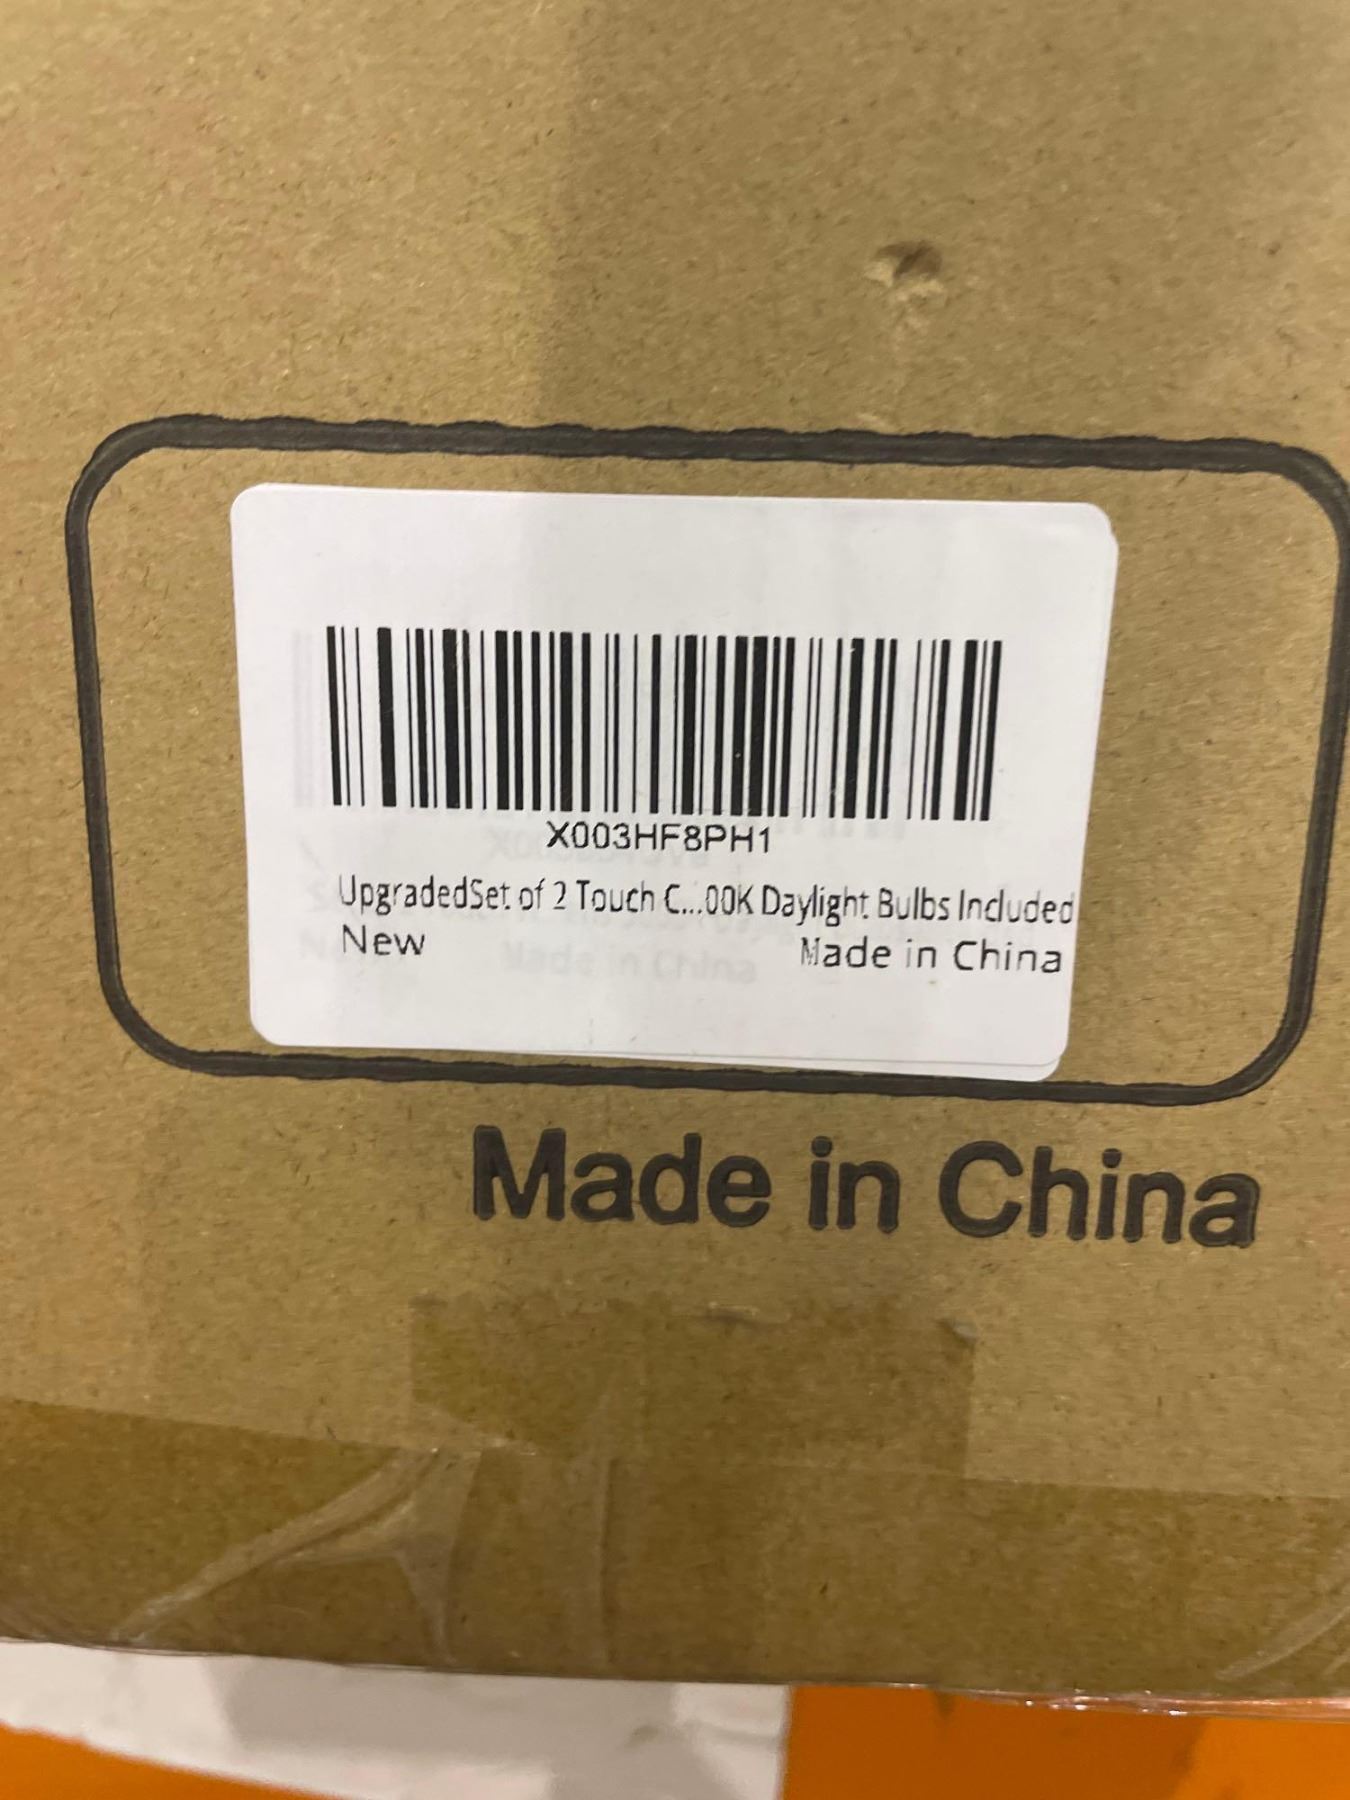 X003HF8PH1
UpgradedSet of 2 Touch C...00K Daylight Bulbs Included
New Made in China
Made in China